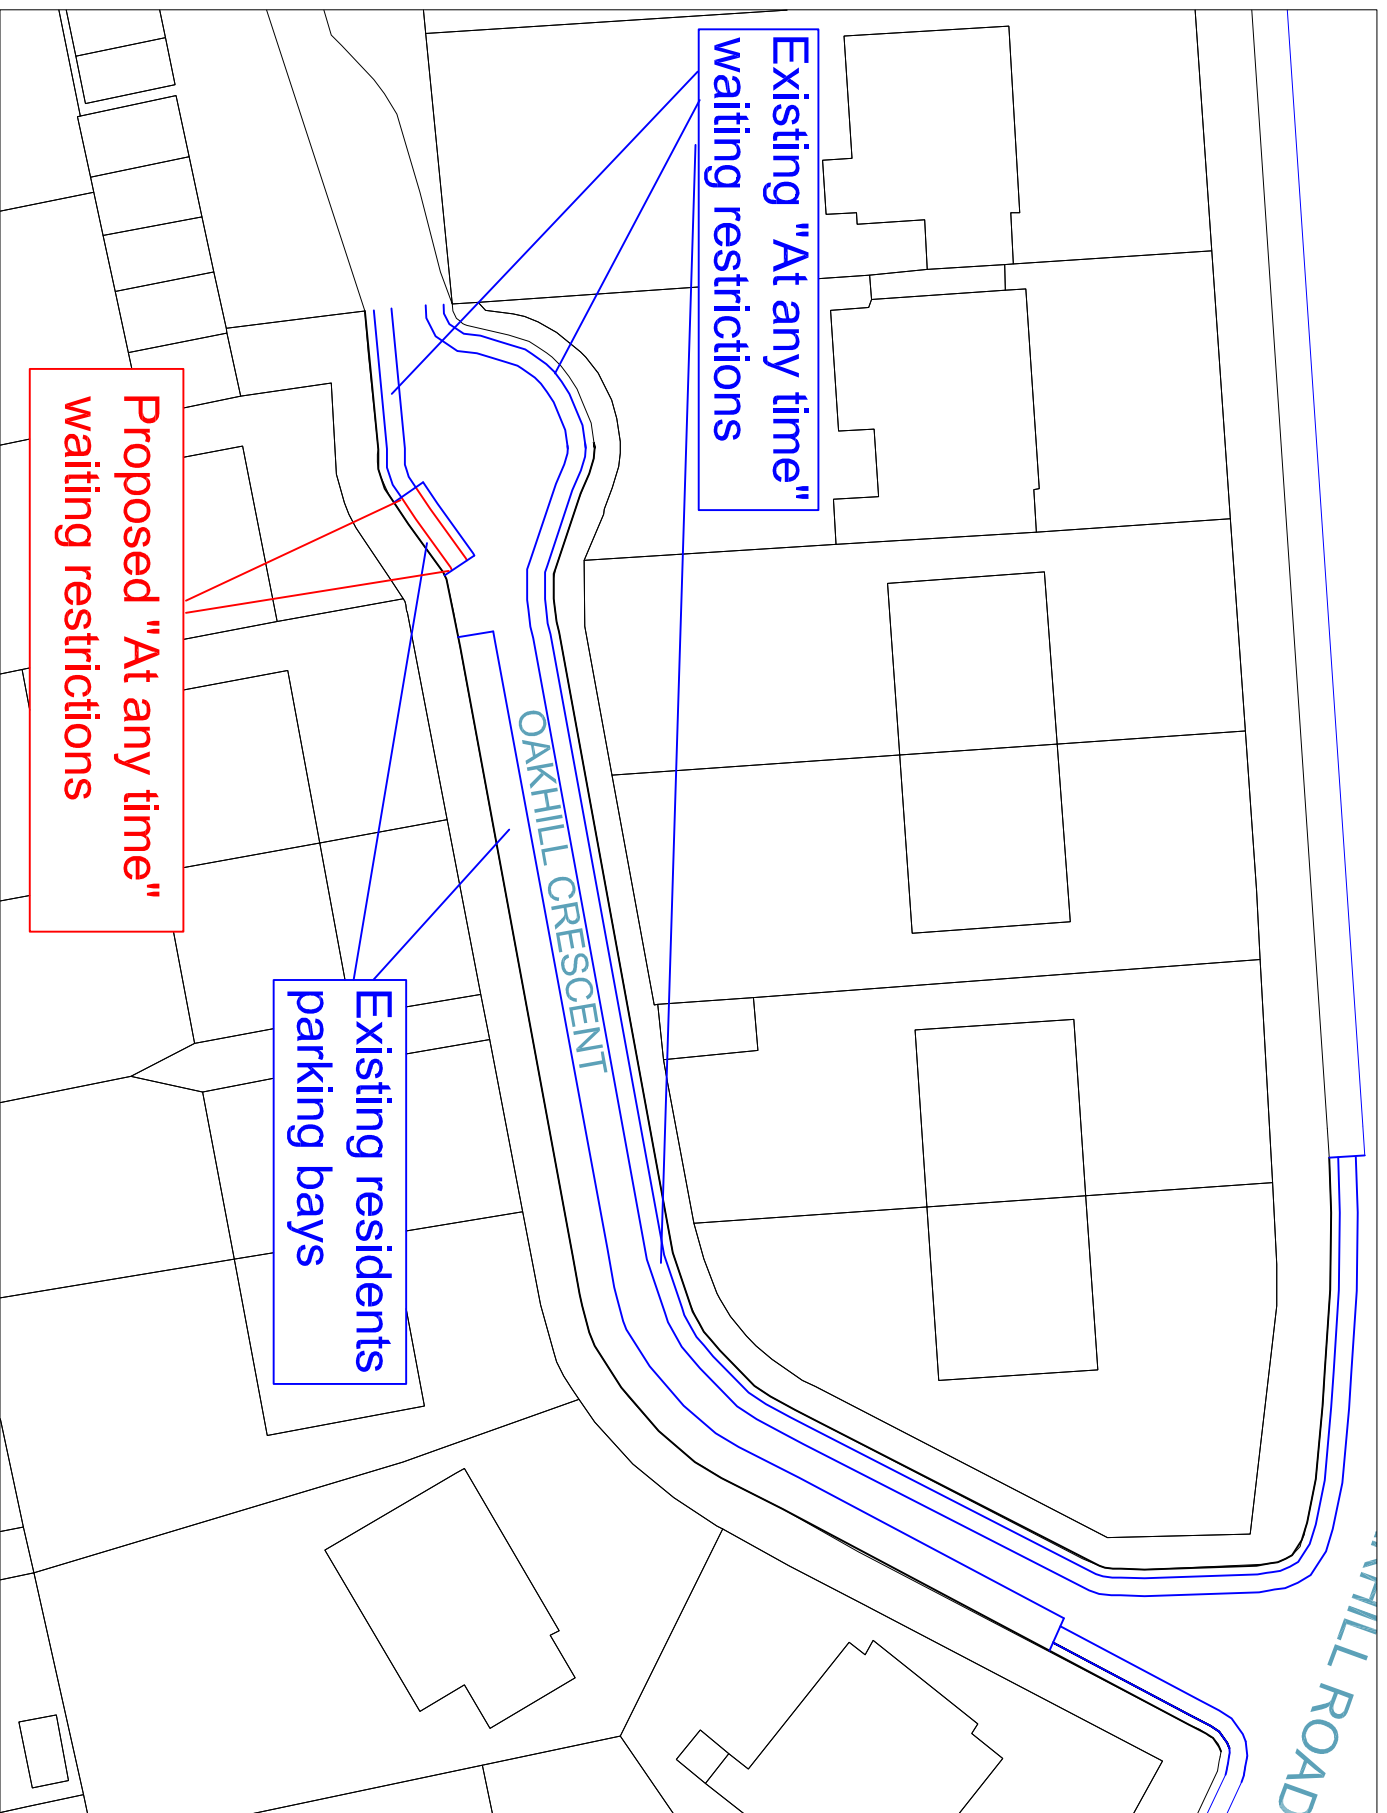 Existing "At any time"
waiting restrictions
OAKHILL CRESCENT
Existing residents
parking bays
Proposed "At any time"
waiting restrictions
HILL ROAD